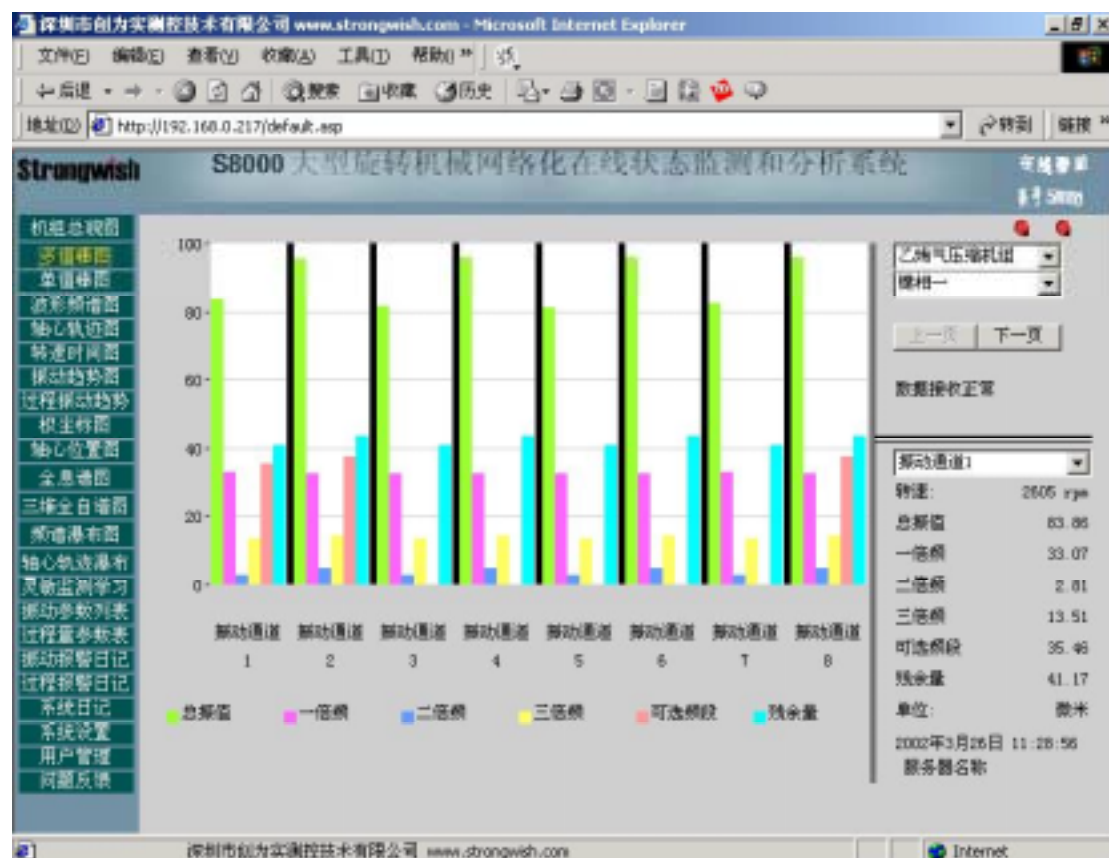 深圳市创为实测控技术有限公司 www.strongwish.com - Microsoft Internet Explorer
文件(F) 编辑(E) 查看(V) 收藏(A) 工具(T) 帮助() »
后退 搜索 收藏 历史
地址(D) http://192.168.0.217/default.asp 转到 链接 »
Strongwish S8000 大型旋转机械网络化在线状态监测和分析系统
机组总貌图
多值棒图
单值棒图
波形频谱图
轴心轨迹图
转速时间图
振动趋势图
过程振动趋势
极坐标图
轴心位置图
全息谱图
三维全息谱图
频谱瀑布图
轴心轨迹瀑布
灵敏监测学习
振动参数列表
过程量参数表
振动报警日记
过程报警日记
系统日记
系统设置
用户管理
问题反馈
100
80
60
40
20
0
振动通道 振动通道 振动通道 振动通道 振动通道 振动通道 振动通道 振动通道
1 2 3 4 5 6 7 8
总振值 一倍频 二倍频 三倍频 可选频段 残余量
乙烯气压缩机组
键相一
上一页 下一页
数据接收正常
振动通道1
转速: 2605 rpm
总振值 83.86
一倍频 33.07
二倍频 2.81
三倍频 13.51
可选频段 35.46
残余量 41.17
单位: 微米
2002年3月26日 11:28:56
服务器名称
深圳市创为实测控技术有限公司 www.strongwish.com Internet